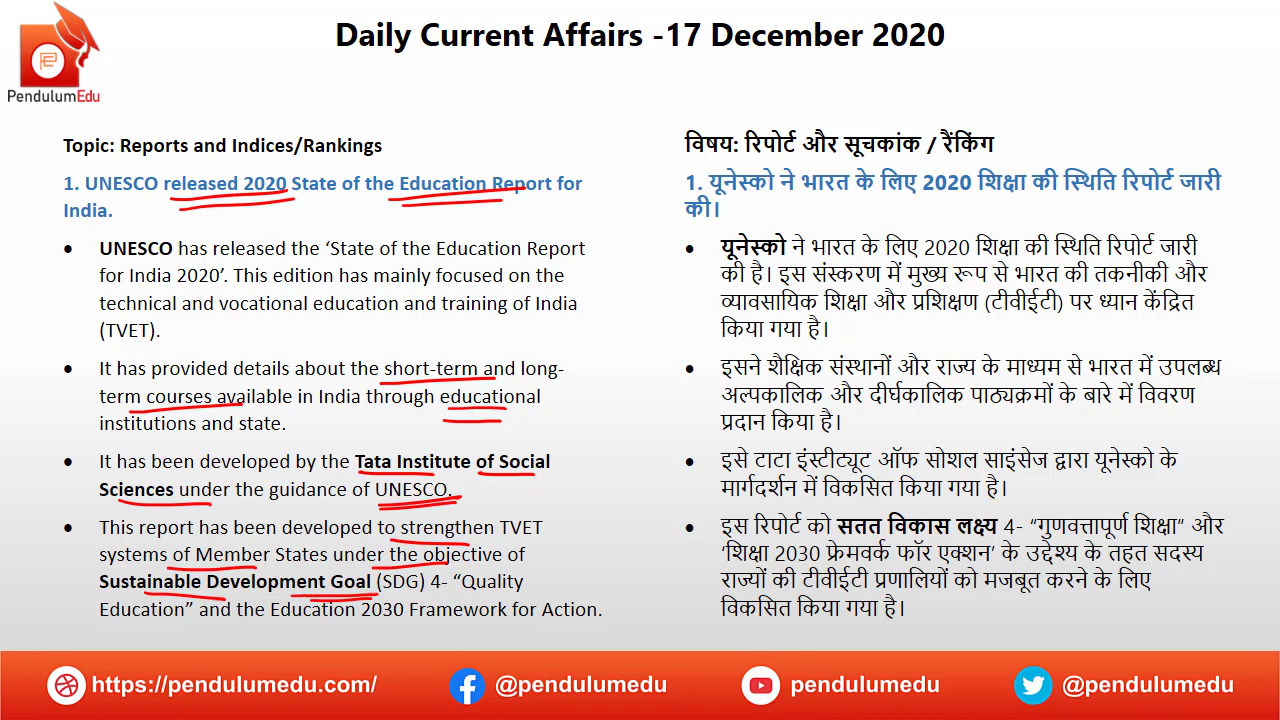 Daily Current Affairs -17 December 2020
PendulumEdu
Topic: Reports and Indices/Rankings
1. UNESCO released 2020 State of the Education Report for
India.
• UNESCO has released the ‘State of the Education Report
for India 2020’. This edition has mainly focused on the
technical and vocational education and training of India
(TVET).
• It has provided details about the short-term and long-
term courses available in India through educational
institutions and state.
• It has been developed by the Tata Institute of Social
Sciences under the guidance of UNESCO.
• This report has been developed to strengthen TVET
systems of Member States under the objective of
Sustainable Development Goal (SDG) 4- “Quality
Education” and the Education 2030 Framework for Action.
विषय: रिपोर्ट और सूचकांक / रैंकिंग
1. यूनेस्को ने भारत के लिए 2020 शिक्षा की स्थिति रिपोर्ट जारी
की।
• यूनेस्को ने भारत के लिए 2020 शिक्षा की स्थिति रिपोर्ट जारी
की है। इस संस्करण में मुख्य रूप से भारत की तकनीकी और
व्यावसायिक शिक्षा और प्रशिक्षण (टीवीईटी) पर ध्यान केंद्रित
किया गया है।
• इसने शैक्षिक संस्थानों और राज्य के माध्यम से भारत में उपलब्ध
अल्पकालिक और दीर्घकालिक पाठ्यक्रमों के बारे में विवरण
प्रदान किया है।
• इसे टाटा इंस्टीट्यूट ऑफ सोशल साइंसेज द्वारा यूनेस्को के
मार्गदर्शन में विकसित किया गया है।
• इस रिपोर्ट को सतत विकास लक्ष्य 4- “गुणवत्तापूर्ण शिक्षा” और
‘शिक्षा 2030 फ्रेमवर्क फॉर एक्शन’ के उद्देश्य के तहत सदस्य
राज्यों की टीवीईटी प्रणालियों को मजबूत करने के लिए
विकसित किया गया है।
https://pendulumedu.com/ @pendulumedu pendulumedu @pendulumedu